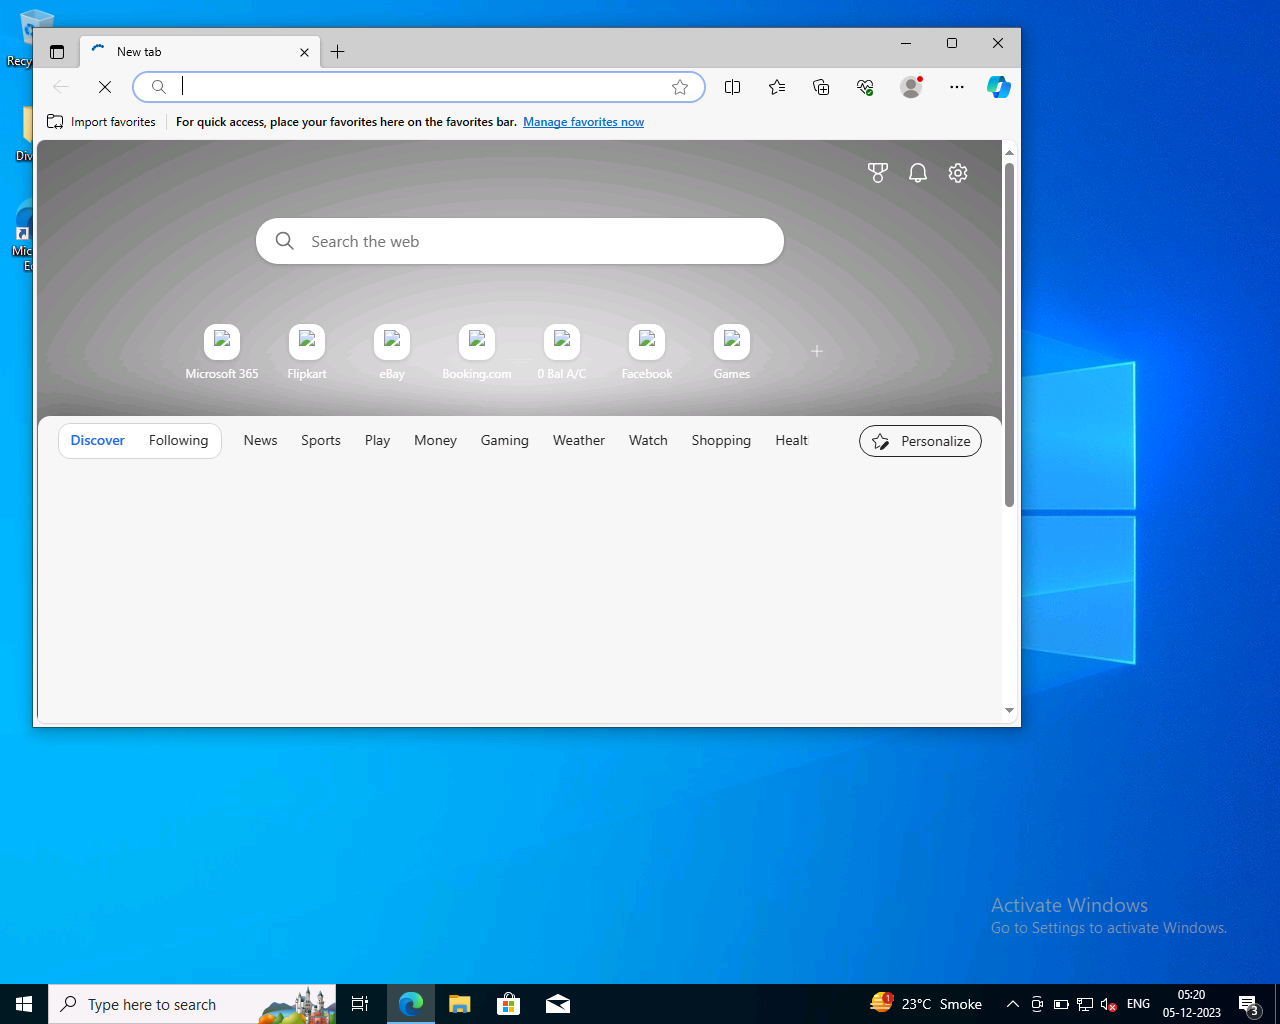 New tab
Import favorites
For quick access, place your favorites here on the favorites bar. Manage favorites now
Search the web
Microsoft 365
Flipkart
eBay
Booking.com
0 Bal A/C
Facebook
Games
Discover
Following
News
Sports
Play
Money
Gaming
Weather
Watch
Shopping
Healt
Personalize
Activate Windows
Go to Settings to activate Windows.
Type here to search
1
23°C Smoke
ENG
05:20
05-12-2023
3